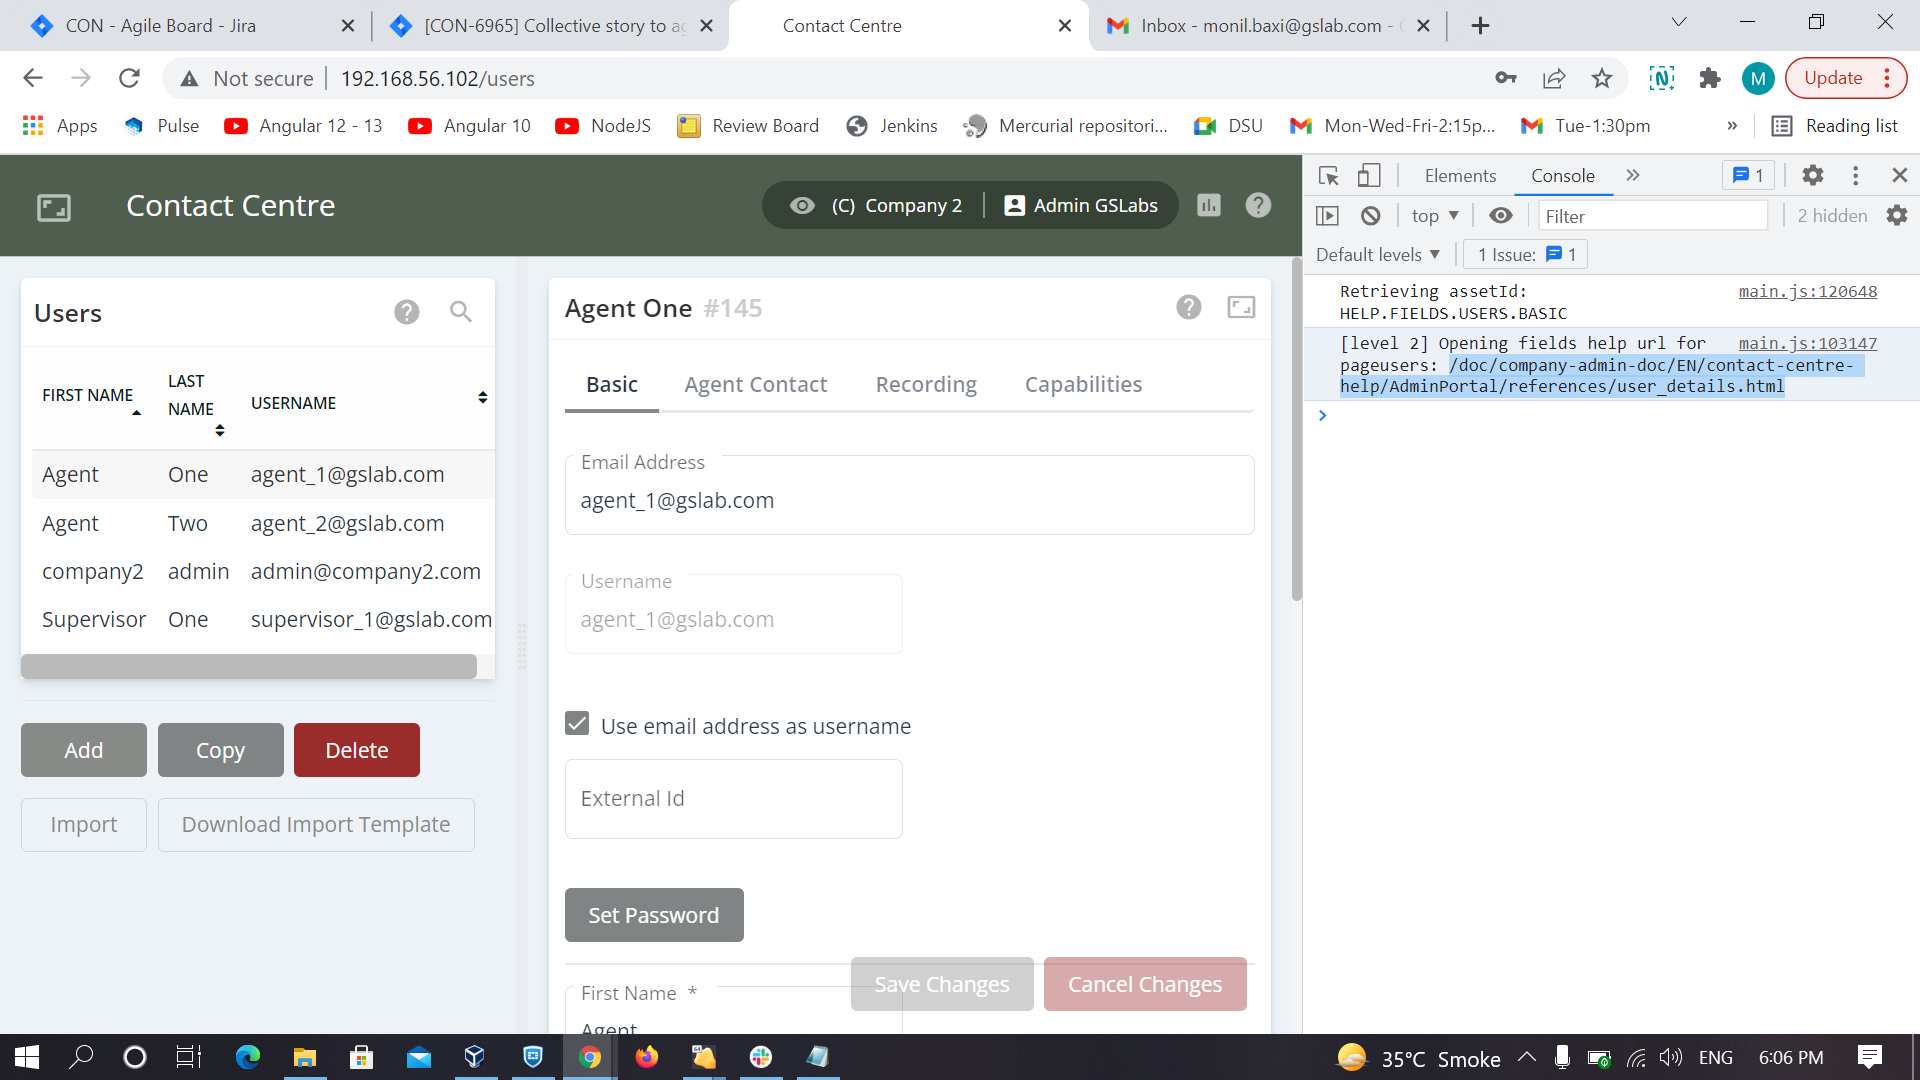 CON - Agile Board - Jira
[CON-6965] Collective story to ag
Contact Centre
Inbox - monil.baxi@gslab.com -
Not secure
192.168.56.102/users
M
Update
Apps
Pulse
Angular 12 - 13
Angular 10
NodeJS
Review Board
Jenkins
Mercurial repositori...
DSU
Mon-Wed-Fri-2:15p...
Tue-1:30pm
»
Reading list
Contact Centre
(C) Company 2
Admin GSLabs
Users
FIRST NAME
LAST NAME
USERNAME
Agent One agent_1@gslab.com
Agent Two agent_2@gslab.com
company2 admin admin@company2.com
Supervisor One supervisor_1@gslab.com
Add
Copy
Delete
Import
Download Import Template
Agent One #145
Basic
Agent Contact
Recording
Capabilities
Email Address
agent_1@gslab.com
Username
agent_1@gslab.com
Use email address as username
External Id
Set Password
Save Changes
Cancel Changes
First Name *
Agent
Elements
Console
»
1
top
Filter
2 hidden
Default levels
1 Issue: 1
Retrieving assetId: main.js:120648
HELP.FIELDS.USERS.BASIC
[level 2] Opening fields help url for main.js:103147
pageusers: /doc/company-admin-doc/EN/contact-centre-
help/AdminPortal/references/user_details.html
35°C Smoke
ENG
6:06 PM